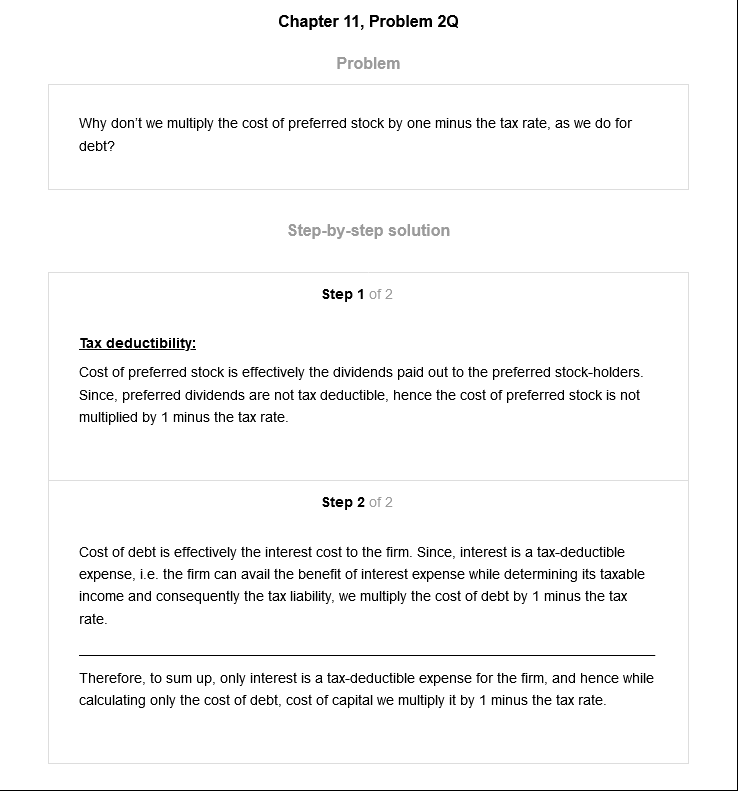 Chapter 11, Problem 2Q
Problem
Why don't we multiply the cost of preferred stock by one minus the tax rate, as we do for
debt?
Step-by-step solution
Step 1 of 2
Tax deductibility:
Cost of preferred stock is effectively the dividends paid out to the preferred stock-holders.
Since, preferred dividends are not tax deductible, hence the cost of preferred stock is not
multiplied by 1 minus the tax rate.
Step 2 of 2
Cost of debt is effectively the interest cost to the firm. Since, interest is a tax-deductible
expense, i.e. the firm can avail the benefit of interest expense while determining its taxable
income and consequently the tax liability, we multiply the cost of debt by 1 minus the tax
rate.
Therefore, to sum up, only interest is a tax-deductible expense for the firm, and hence while
calculating only the cost of debt, cost of capital we multiply it by 1 minus the tax rate.